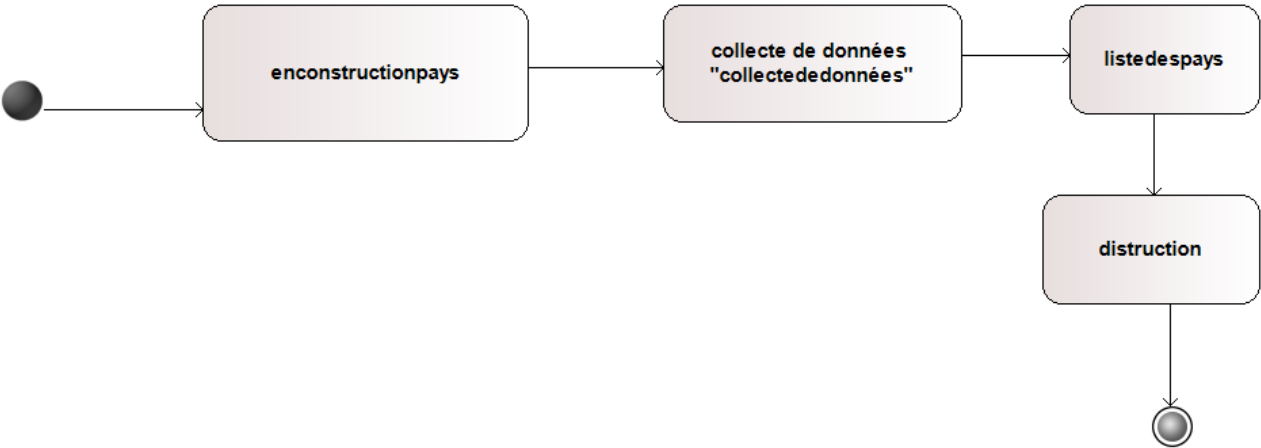 enconstructionpays
collecte de données
"collectededonnées"
listedespays
distruction